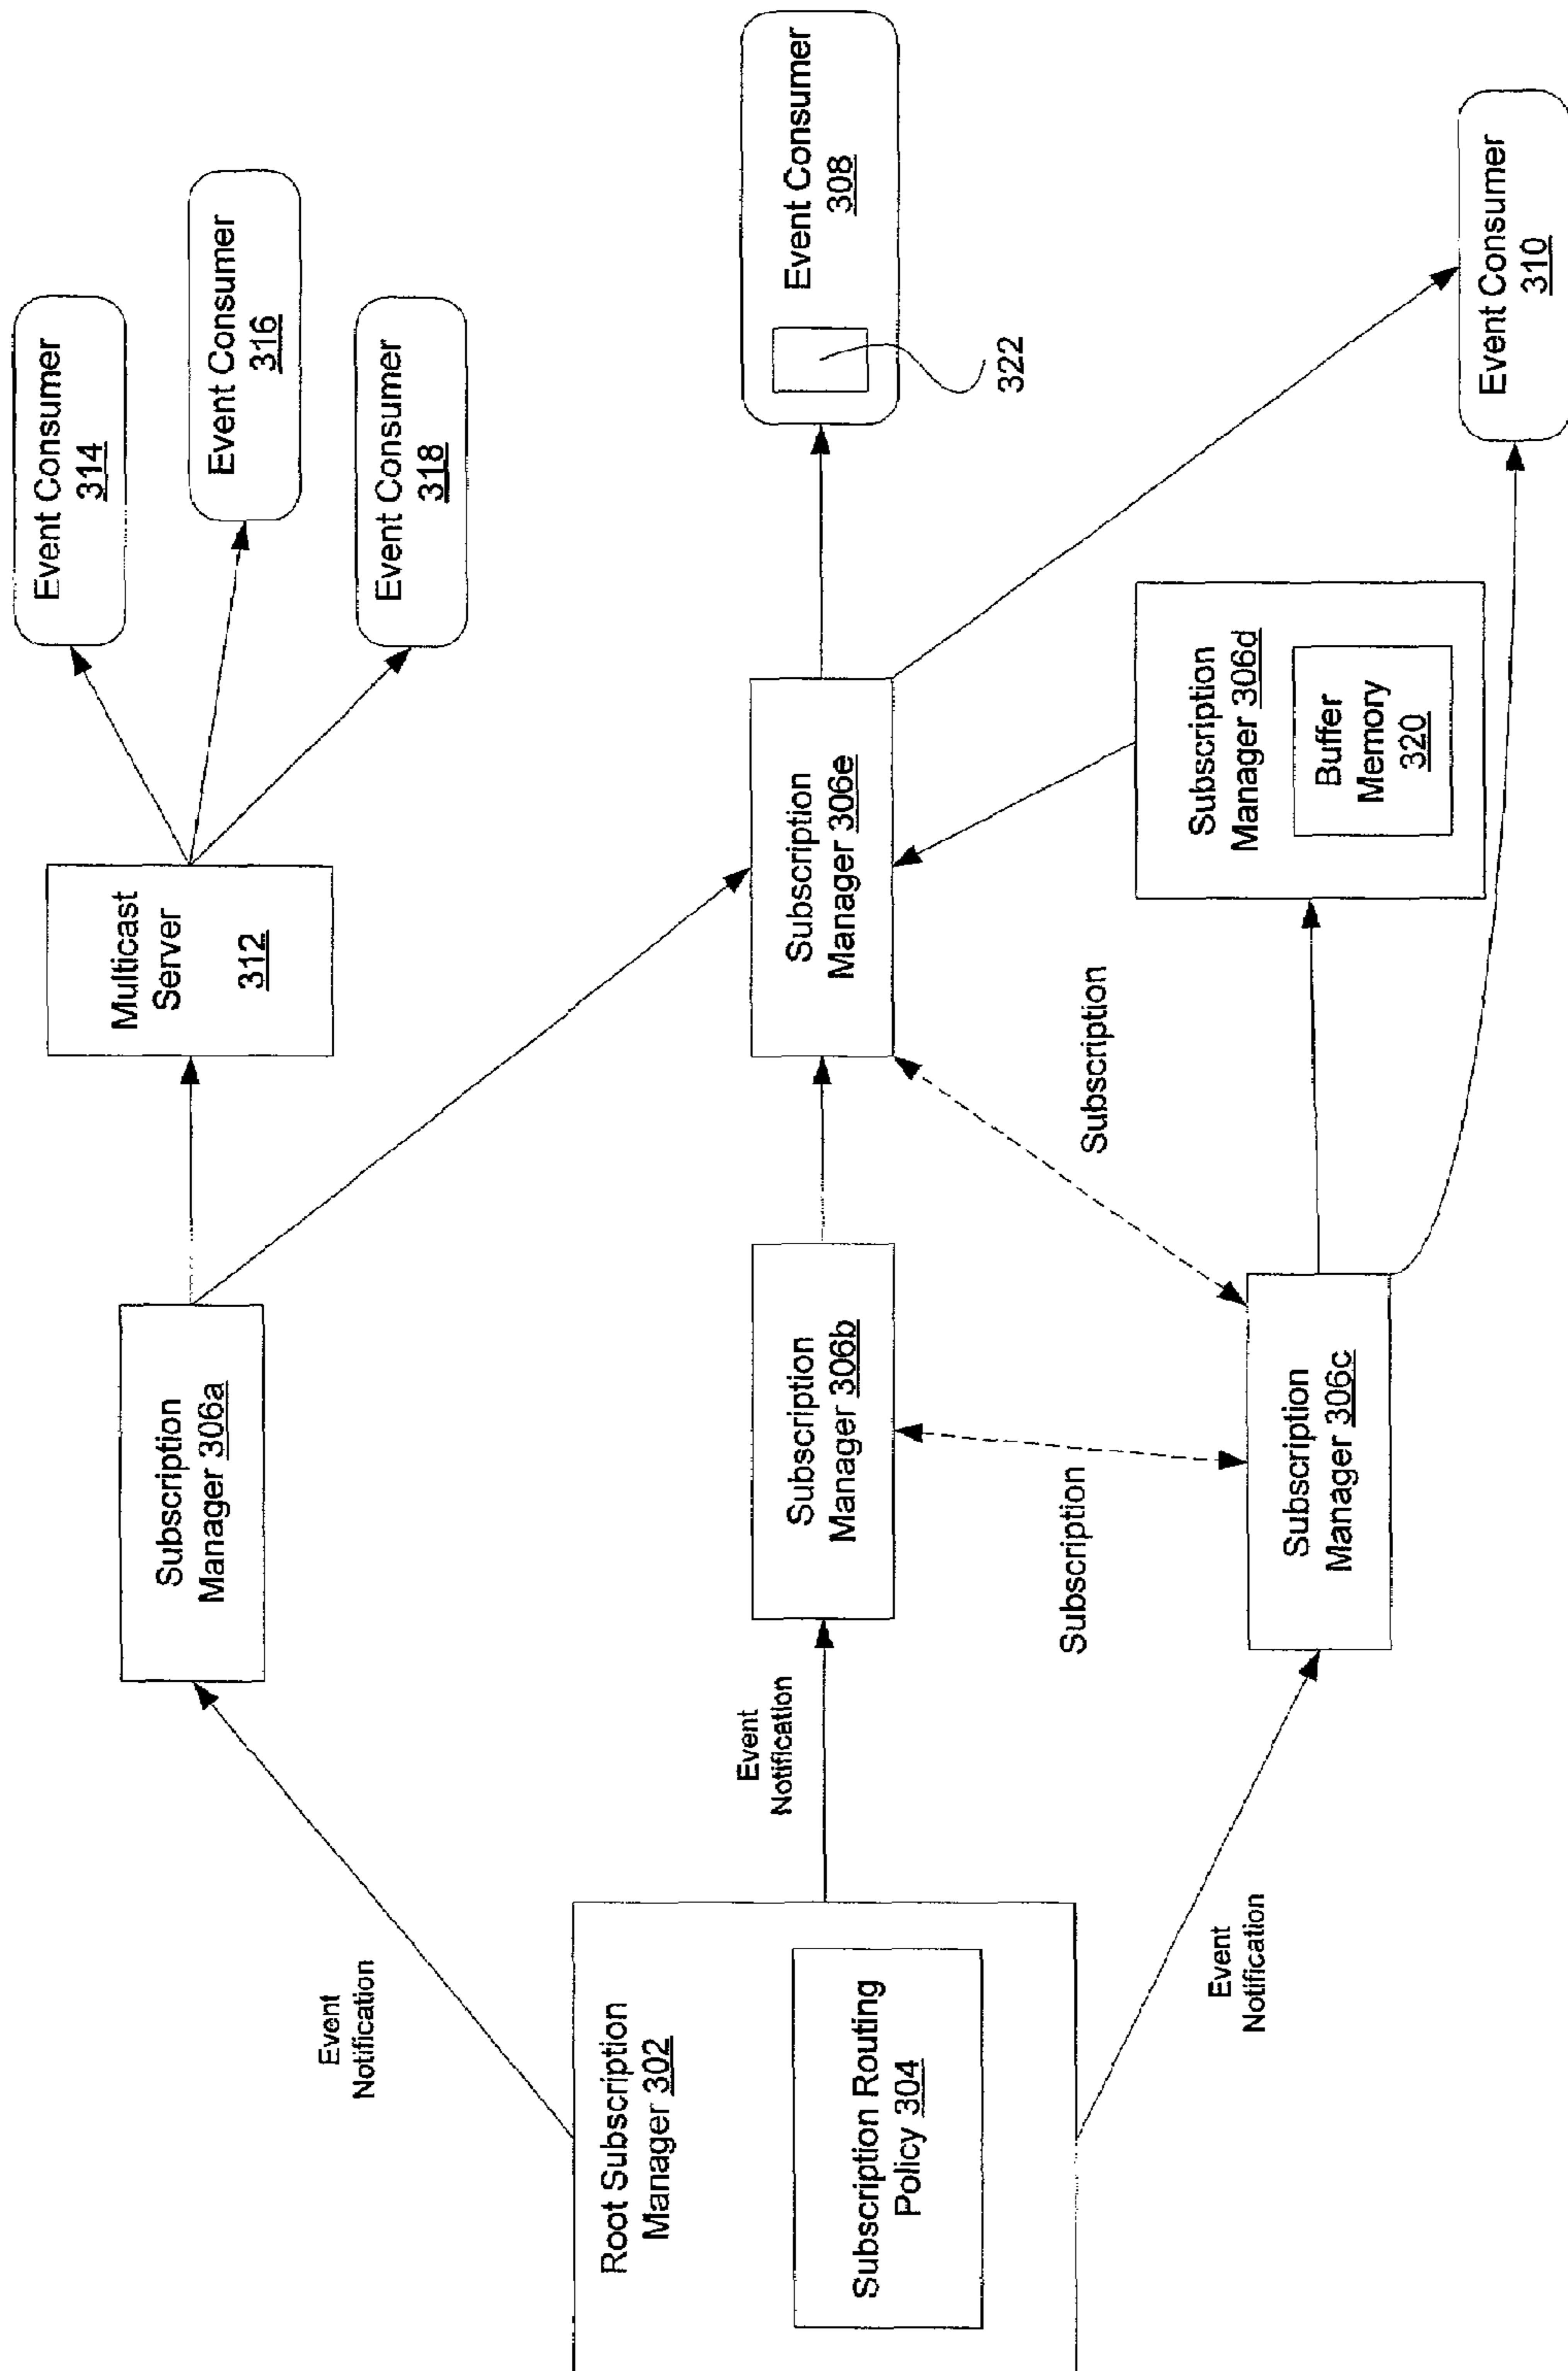 Root Subscription
Manager 302
Subscription Routing
Policy 304
Event
Notification
Event
Notification
Event
Notification
Subscription
Manager 306a
Subscription
Manager 306b
Subscription
Manager 306c
Subscription
Subscription
Multicast
Server
312
Subscription
Manager 306e
Subscription
Manager 306d
Buffer
Memory
320
Event Consumer
314
Event Consumer
316
Event Consumer
318
Event Consumer
308
322
Event Consumer
310